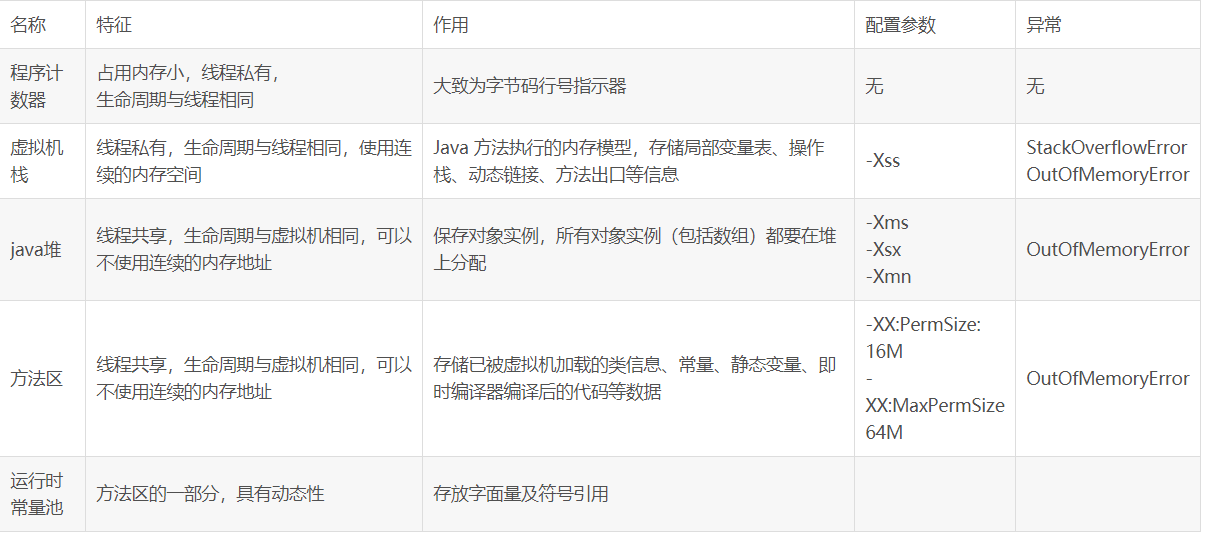 名称 特征 作用 配置参数 异常
程序计
数器
占用内存小，线程私有，
生命周期与线程相同
大致为字节码行号指示器
无
无
虚拟机
栈
线程私有，生命周期与线程相同，使用连
续的内存空间
Java 方法执行的内存模型，存储局部变量表、操作
栈、动态链接、方法出口等信息
-Xss
StackOverflowError
OutOfMemoryError
java堆
线程共享，生命周期与虚拟机相同，可以
不使用连续的内存地址
保存对象实例，所有对象实例（包括数组）都要在堆
上分配
-Xms
-Xsx
-Xmn
OutOfMemoryError
方法区
线程共享，生命周期与虚拟机相同，可以
不使用连续的内存地址
存储已被虚拟机加载的类信息、常量、静态变量、即
时编译器编译后的代码等数据
-XX:PermSize:
16M
-
XX:MaxPermSize
64M
OutOfMemoryError
运行时
常量池
方法区的一部分，具有动态性
存放字面量及符号引用